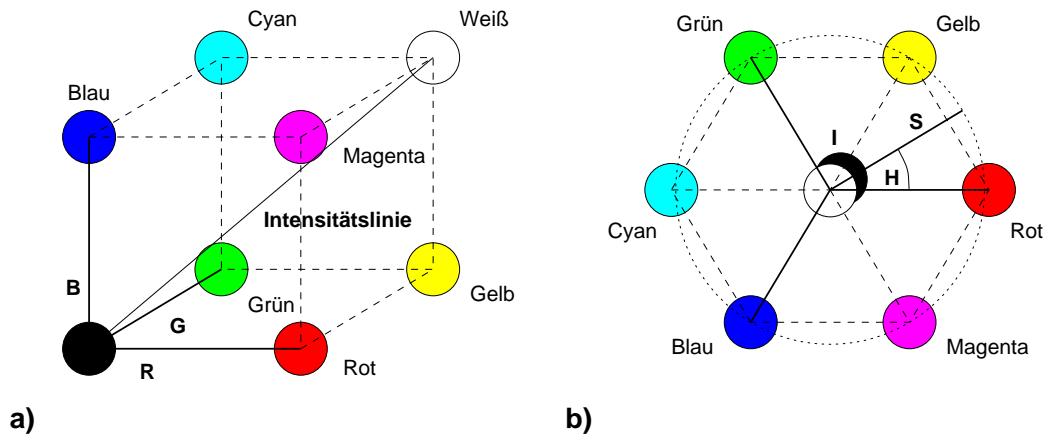 Cyan
Weiß
Blau
Magenta
Intensitätslinie
B
Grün
Gelb
G
R
Rot
a)
Grün
Gelb
S
I
H
Cyan
Rot
Blau
Magenta
b)